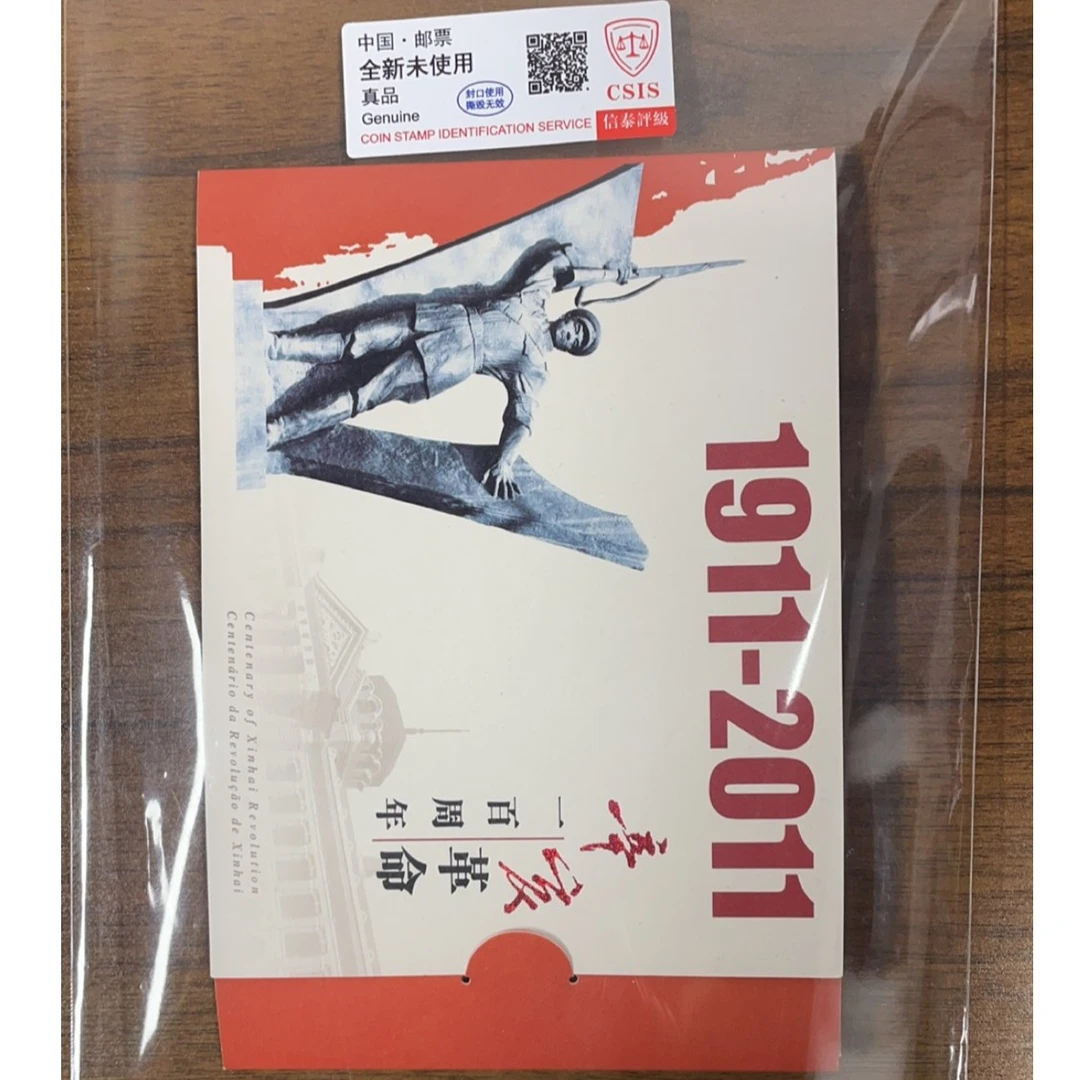 中国·邮票
全新未使用
真品
Genuine
封口使用
撕毁无效
COIN STAMP IDENTIFICATION SERVICE
CSIS
信泰評級
1911-2011
辛亥革命
一百周年
Centenary of Xinhai Revolution
Centenário da Revolução de Xinhai